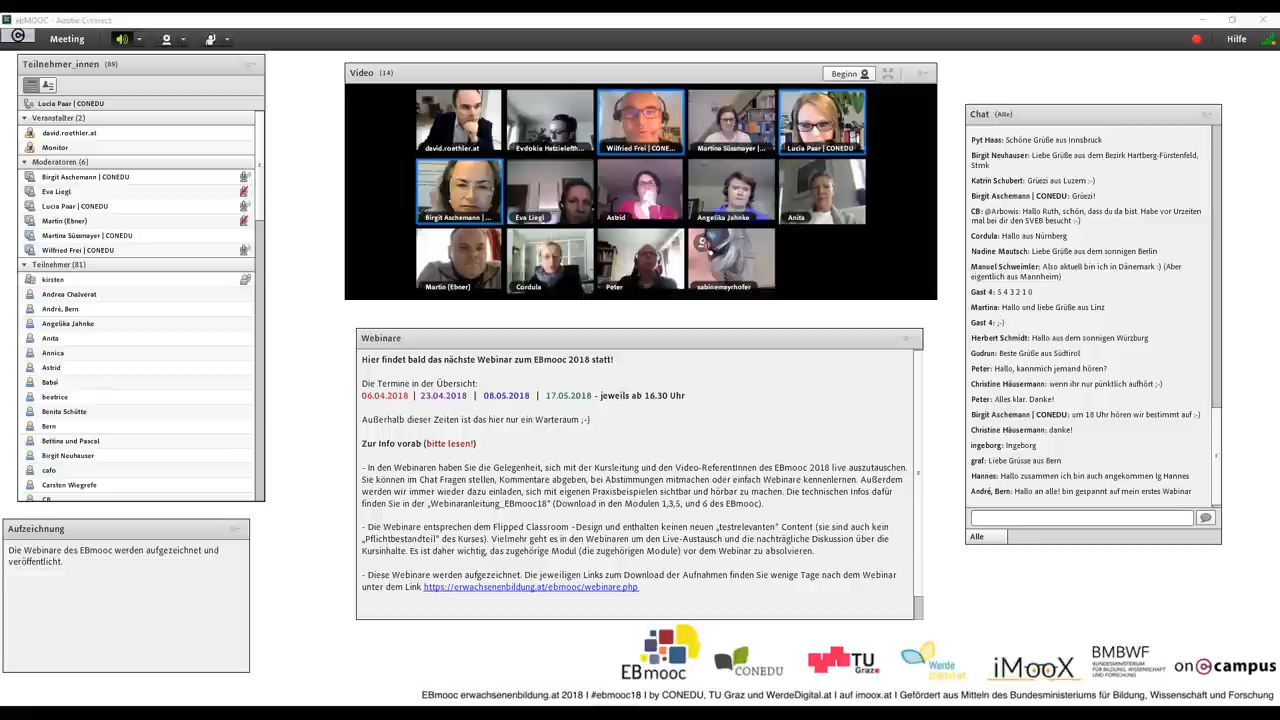 ebMOOC - Adobe Connect
Meeting
Hilfe
Teilnehmer_innen (89)
Lucia Paar | CONEDU
Veranstalter (2)
david.roethler.at
Monitor
Moderatoren (6)
Birgit Aschemann | CONEDU
Eva Liegl
Lucia Paar | CONEDU
Martin (Ebner)
Martina Süssmayer | CONEDU
Wilfried Frei | CONEDU
Teilnehmer (81)
kirsten
Andrea Chalverat
André, Bern
Angelika Jahnke
Anita
Annica
Astrid
Babsi
beatrice
Benita Schütte
Bern
Bettina und Pascal
Birgit Neuhauser
cafo
Carsten Wiegrefe
CB
Aufzeichnung
Die Webinare des EBmooc werden aufgezeichnet und
veröffentlicht.
Video (14)
Beginn
david.roethler.at
Evdokia Hatzielefth...
Wilfried Frei | CONE...
Martina Süssmayer |...
Lucia Paar | CONEDU
Birgit Aschemann | ...
Eva Liegl
Astrid
Angelika Jahnke
Anita
Martin (Ebner)
Cordula
Peter
sabinemayrhofer
Webinare
Hier findet bald das nächste Webinar zum EBmooc 2018 statt!
Die Termine in der Übersicht:
06.04.2018 | 23.04.2018 | 08.05.2018 | 17.05.2018 - jeweils ab 16.30 Uhr
Außerhalb dieser Zeiten ist das hier nur ein Warteraum ;-)
Zur Info vorab (bitte lesen!)
- In den Webinaren haben Sie die Gelegenheit, sich mit der Kursleitung und den Video-ReferentInnen des EBmooc 2018 live auszutauschen.
Sie können im Chat Fragen stellen, Kommentare abgeben, bei Abstimmungen mitmachen oder einfach Webinare kennenlernen. Außerdem
werden wir immer wieder dazu einladen, sich mit eigenen Praxisbeispielen sichtbar und hörbar zu machen. Die technischen Infos dafür
finden Sie in der „Webinaranleitung_EBmooc18" (Download in den Modulen 1,3,5, und 6 des EBmooc).
- Die Webinare entsprechen dem Flipped Classroom -Design und enthalten keinen neuen „testrelevanten" Content (sie sind auch kein
„Pflichtbestandteil" des Kurses). Vielmehr geht es in den Webinaren um den Live-Austausch und die nachträgliche Diskussion über die
Kursinhalte. Es ist daher wichtig, das zugehörige Modul (die zugehörigen Module) vor dem Webinar zu absolvieren.
- Diese Webinare werden aufgezeichnet. Die jeweiligen Links zum Download der Aufnahmen finden Sie wenige Tage nach dem Webinar
unter dem Link https://erwachsenenbildung.at/ebmooc/webinare.php
Chat (Alle)
Pyt Haas: Schöne Grüße aus Innsbruck
Birgit Neuhauser: Liebe Grüße aus dem Bezirk Hartberg-Fürstenfeld,
Stmk
Katrin Schubert: Grüezi aus Luzern :-)
Birgit Aschemann | CONEDU: Grüezi!
CB: @Arbowis: Hallo Ruth, schön, dass du da bist. Habe vor Urzeiten
mal bei dir den SVEB besucht :-)
Cordula: Hallo aus Nürnberg
Nadine Mautsch: Liebe Grüße aus dem sonnigen Berlin
Manuel Schweimler: Also aktuell bin ich in Dänemark :) (Aber
eigentlich aus Mannheim)
Gast 4: 5 4 3 2 1 0
Martina: Hallo und liebe Grüße aus Linz
Gast 4: ;-)
Herbert Schmidt: Hallo aus dem sonnigen Würzburg
Gudrun: Beste Grüße aus Südtirol
Peter: Hallo, kannmich jemand hören?
Christine Häusermann: wenn ihr nur pünktlich aufhört ;-)
Peter: Alles klar. Danke!
Birgit Aschemann | CONEDU: um 18 Uhr hören wir bestimmt auf :-)
Christine Häusermann: danke!
ingeborg: Ingeborg
graf: Liebe Grüsse aus Bern
Hannes: Hallo zusammen ich bin auch angekommen lg Hannes
André, Bern: Hallo an alle! bin gespannt auf mein erstes Wabinar
Alle
EBmooc
CONEDU
TU Graz
Werde Digital.at
iMooX
BMBWF
BUNDESMINISTERIUM
FÜR BILDUNG, WISSENSCHAFT
UND FORSCHUNG
on campus
EBmooc erwachsenenbildung.at 2018 I #ebmooc18 I by CONEDU, TU Graz und WerdeDigital.at I auf imoox.at I Gefördert aus Mitteln des Bundesministeriums für Bildung, Wissenschaft und Forschung